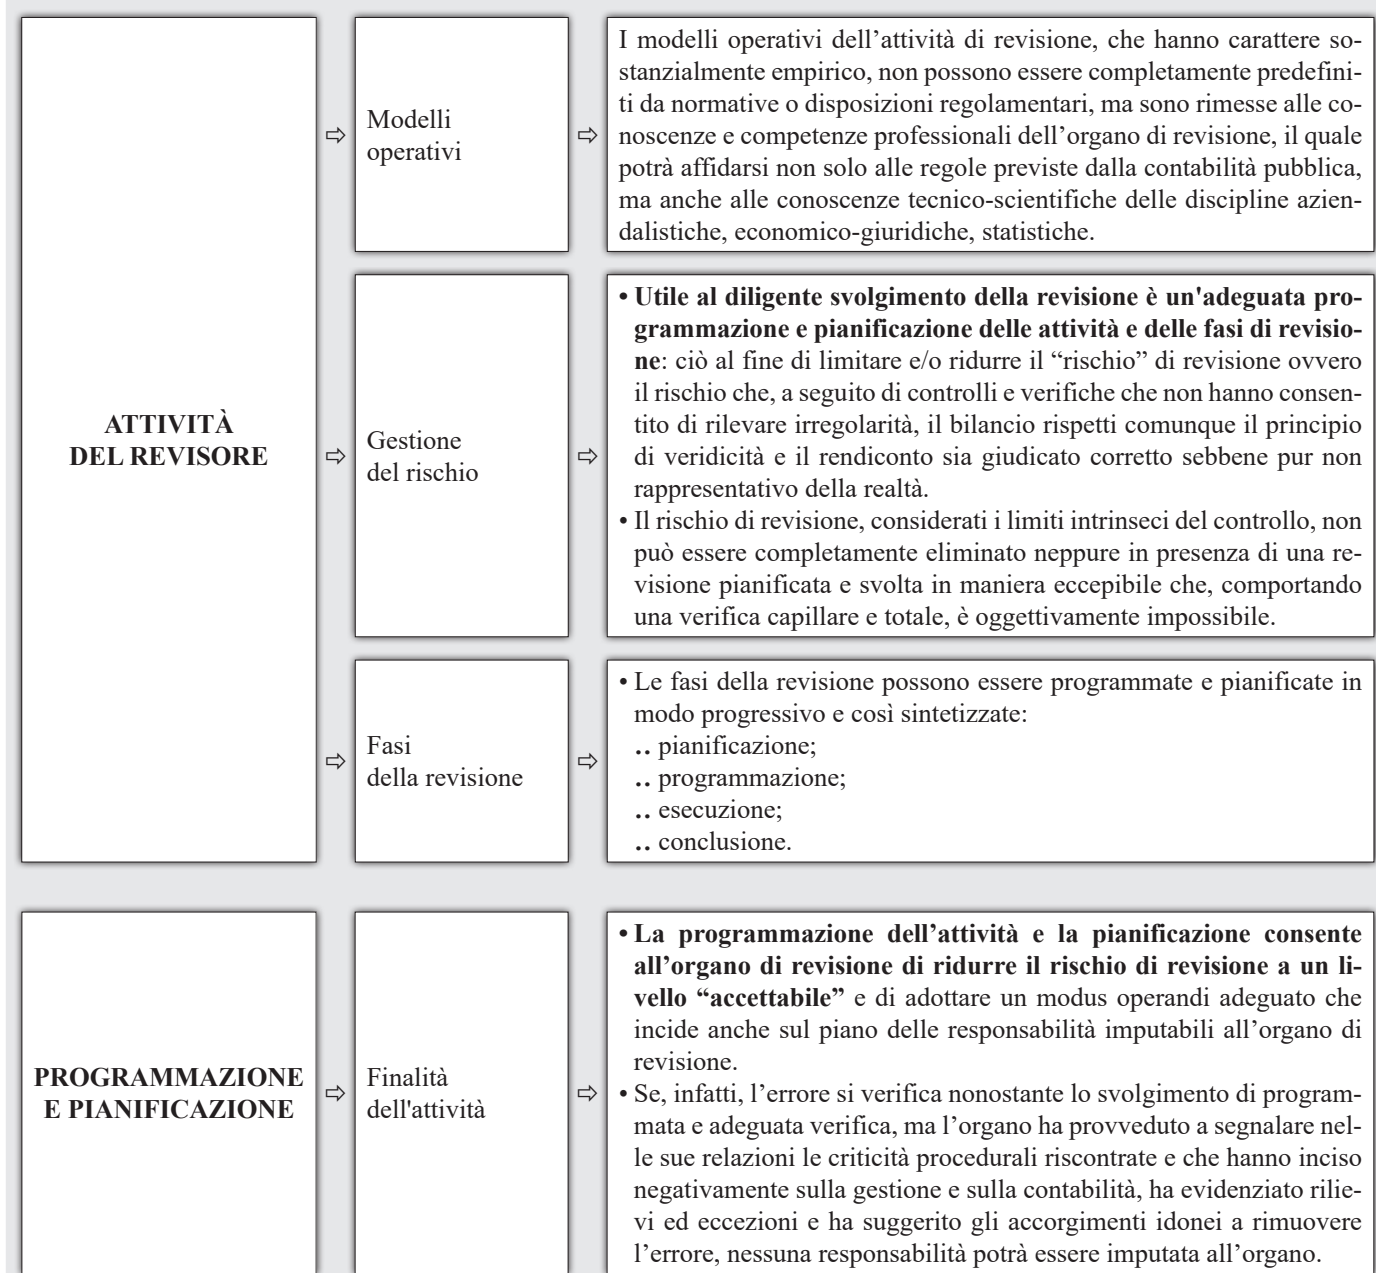 ATTIVITÀ
DEL REVISORE
⇨
Modelli
operativi
⇨
I modelli operativi dell’attività di revisione, che hanno carattere so-
stanzialmente empirico, non possono essere completamente predefini-
ti da normative o disposizioni regolamentari, ma sono rimesse alle co-
noscenze e competenze professionali dell’organo di revisione, il quale
potrà affidarsi non solo alle regole previste dalla contabilità pubblica,
ma anche alle conoscenze tecnico-scientifiche delle discipline azien-
dalistiche, economico-giuridiche, statistiche.
⇨
Gestione
del rischio
⇨
• Utile al diligente svolgimento della revisione è un'adeguata pro-
grammazione e pianificazione delle attività e delle fasi di revisio-
ne: ciò al fine di limitare e/o ridurre il “rischio” di revisione ovvero
il rischio che, a seguito di controlli e verifiche che non hanno consen-
tito di rilevare irregolarità, il bilancio rispetti comunque il principio
di veridicità e il rendiconto sia giudicato corretto sebbene pur non
rappresentativo della realtà.
• Il rischio di revisione, considerati i limiti intrinseci del controllo, non
può essere completamente eliminato neppure in presenza di una re-
visione pianificata e svolta in maniera eccepibile che, comportando
una verifica capillare e totale, è oggettivamente impossibile.
⇨
Fasi
della revisione
⇨
• Le fasi della revisione possono essere programmate e pianificate in
modo progressivo e così sintetizzate:
.. pianificazione;
.. programmazione;
.. esecuzione;
.. conclusione.
PROGRAMMAZIONE
E PIANIFICAZIONE
⇨
Finalità
dell'attività
⇨
• La programmazione dell’attività e la pianificazione consente
all’organo di revisione di ridurre il rischio di revisione a un li-
vello “accettabile” e di adottare un modus operandi adeguato che
incide anche sul piano delle responsabilità imputabili all’organo di
revisione.
• Se, infatti, l’errore si verifica nonostante lo svolgimento di program-
mata e adeguata verifica, ma l’organo ha provveduto a segnalare nel-
le sue relazioni le criticità procedurali riscontrate e che hanno inciso
negativamente sulla gestione e sulla contabilità, ha evidenziato rilie-
vi ed eccezioni e ha suggerito gli accorgimenti idonei a rimuovere
l’errore, nessuna responsabilità potrà essere imputata all’organo.